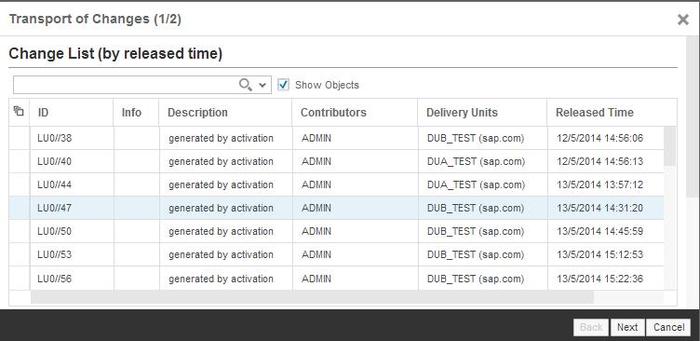 Transport of Changes (1/2)
Change List (by released time)
Show Objects
ID Info Description Contributors Delivery Units Released Time
LU0//38 generated by activation ADMIN DUB_TEST (sap.com) 12/5/2014 14:56:06
LU0//40 generated by activation ADMIN DUA_TEST (sap.com) 12/5/2014 14:56:13
LU0//44 generated by activation ADMIN DUA_TEST (sap.com) 13/5/2014 13:57:12
LU0//47 generated by activation ADMIN DUB_TEST (sap.com) 13/5/2014 14:31:20
LU0//50 generated by activation ADMIN DUB_TEST (sap.com) 13/5/2014 14:45:59
LU0//53 generated by activation ADMIN DUB_TEST (sap.com) 13/5/2014 15:12:53
LU0//56 generated by activation ADMIN DUB_TEST (sap.com) 13/5/2014 15:22:36
Back Next Cancel